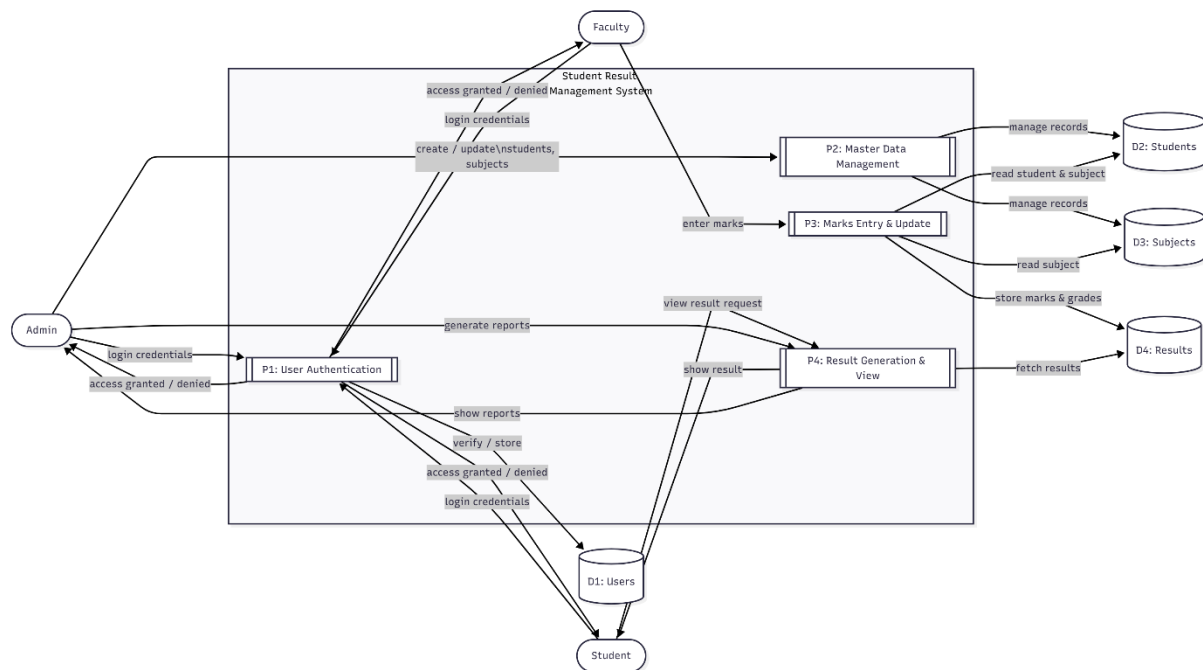 Faculty
Student Result
Management System
access granted / denied
login credentials
create / update\nstudents,
subjects
P2: Master Data
Management
manage records
D2: Students
read student & subject
manage records
enter marks
P3: Marks Entry & Update
D3: Subjects
read subject
store marks & grades
view result request
Admin
generate reports
D4: Results
login credentials
P1: User Authentication
P4: Result Generation &
View
show result
fetch results
access granted / denied
show reports
verify / store
access granted / denied
login credentials
D1: Users
Student